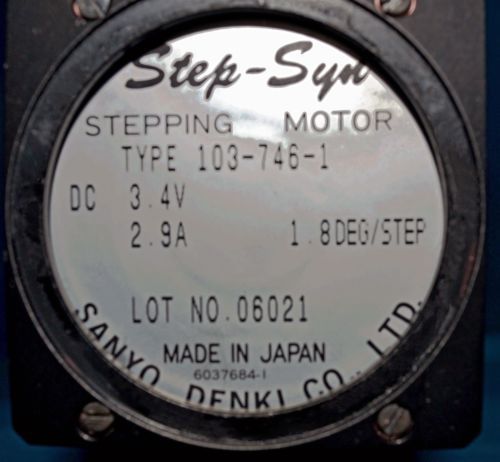 Step-Syn
STEPPING MOTOR
TYPE 103-746-1
DC 3.4V
2.9A 1.8DEG/STEP
LOT NO.06021
MADE IN JAPAN
6037684-1
SANYO DENKI CO., LTD.